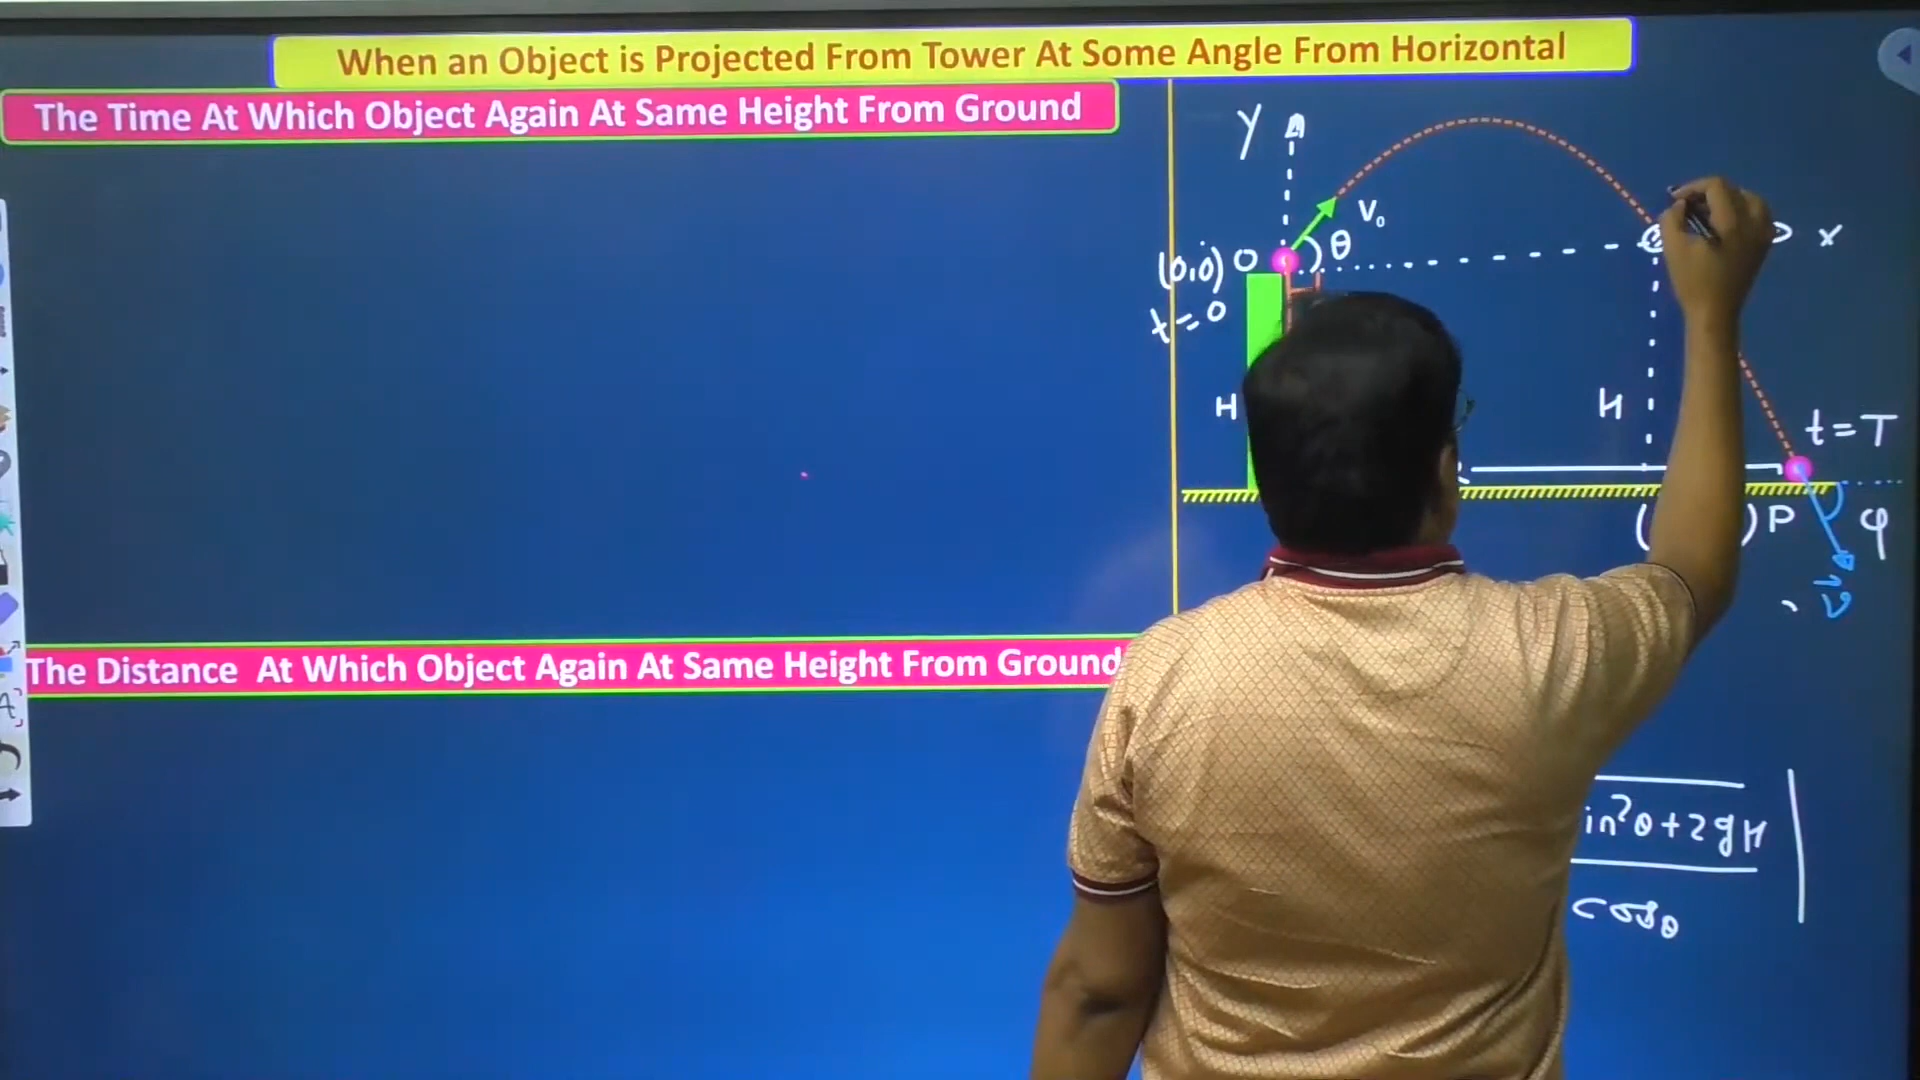 When an Object is Projected From Tower At Some Angle From Horizontal
The Time At Which Object Again At Same Height From Ground
Y
V₀
θ
x
(0,0) O
t=0
H
H
t=T
P
φ
v⃗
The Distance At Which Object Again At Same Height From Ground
in²θ+2gH
cosθ